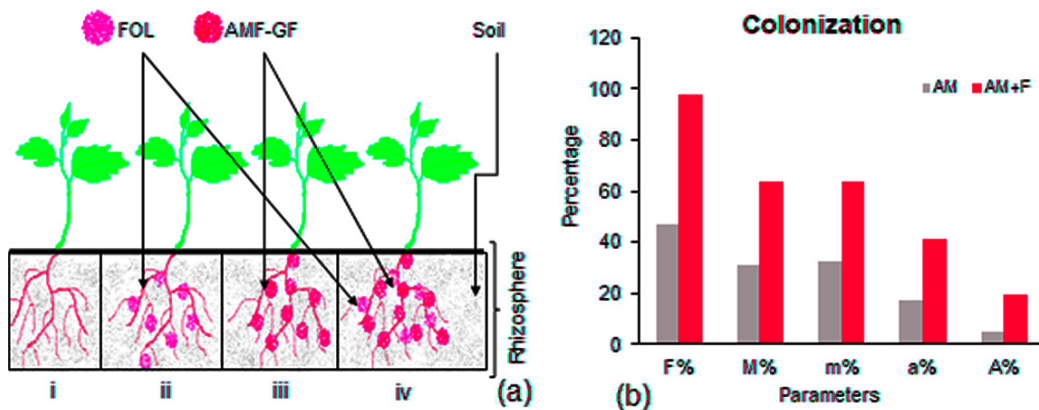 FOL
AMF-GF
Soil
Rhizosphere
i
ii
iii
iv
(a)
Colonization
AM
AM+F
Percentage
120
100
80
60
40
20
0
F%
M%
m%
a%
A%
Parameters
(b)